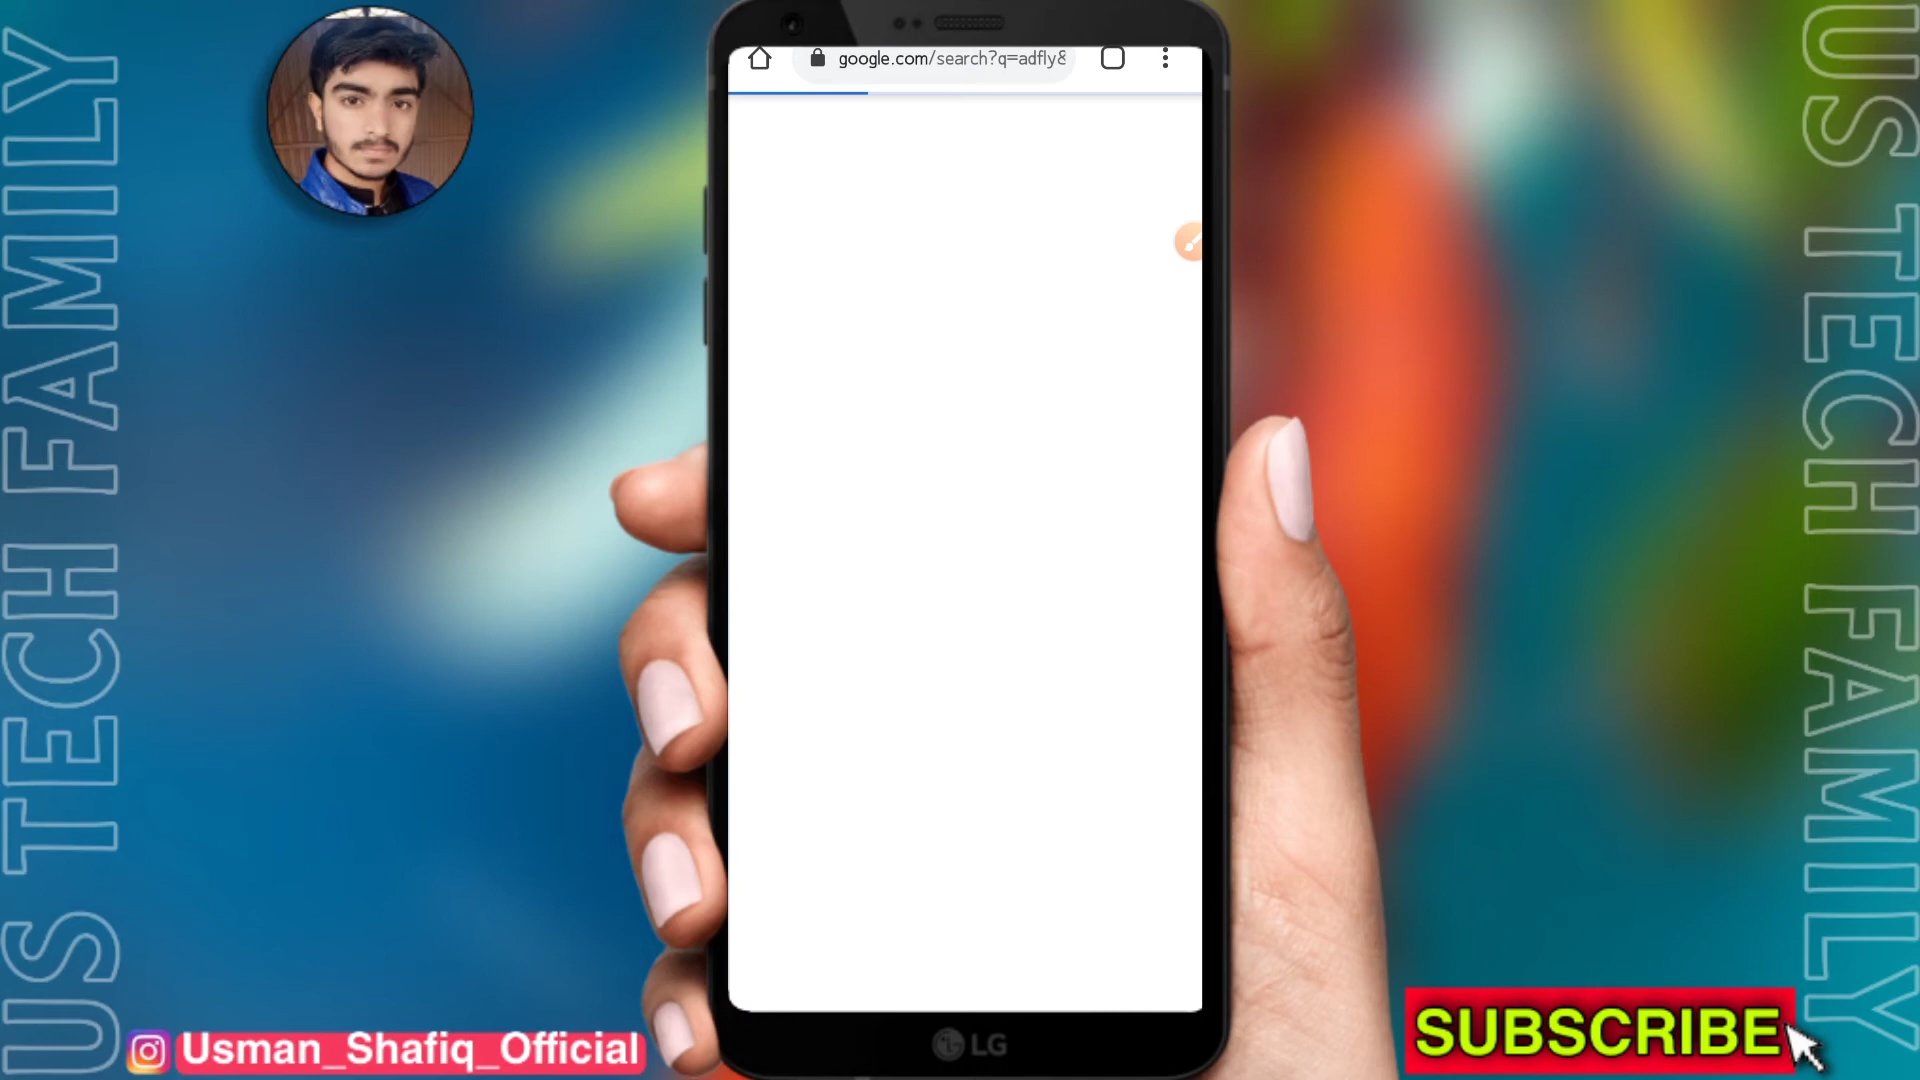 US TECH FAMILY
google.com/search?q=adfly&
US TECH FAMILY
LG
Usman_Shafiq_Official
SUBSCRIBE